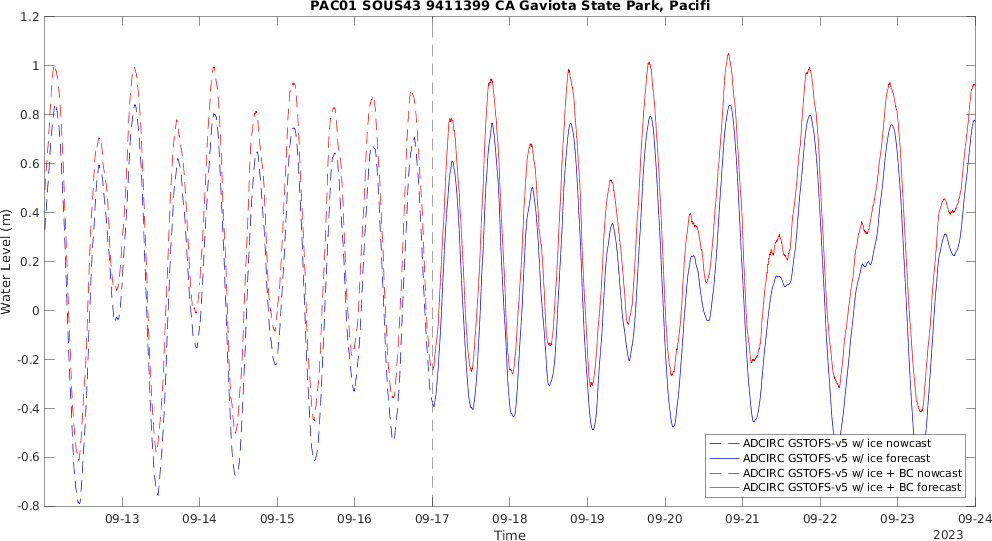 PAC01 SOUS43 9411399 CA Gaviota State Park, Pacifi
1.2
1
0.8
0.6
0.4
0.2
0
-0.2
-0.4
-0.6
-0.8
Water Level (m)
09-13 09-14 09-15 09-16 09-17 09-18 09-19 09-20 09-21 09-22 09-23 09-24
Time
2023
ADCIRC GSTOFS-v5 w/ ice nowcast
ADCIRC GSTOFS-v5 w/ ice forecast
ADCIRC GSTOFS-v5 w/ ice + BC nowcast
ADCIRC GSTOFS-v5 w/ ice + BC forecast